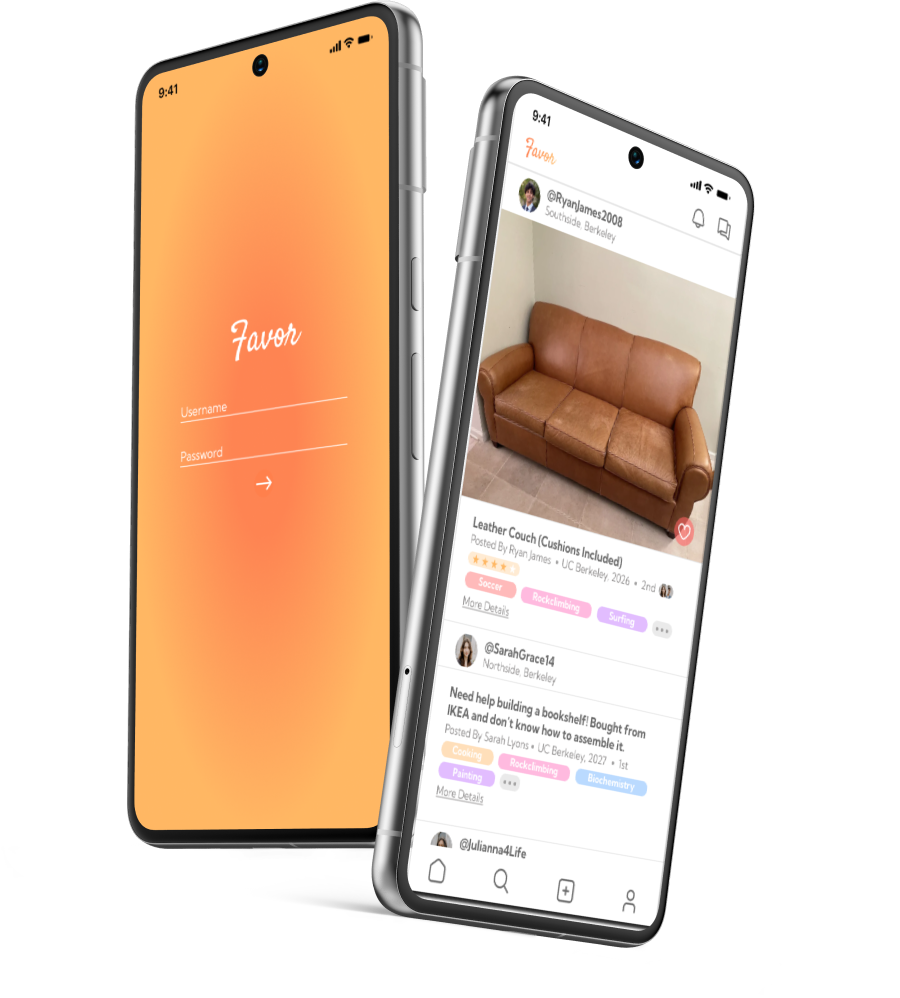 9:41
Favor
Username
Password
9:41
Favor
@RyanJames2008
Southside, Berkeley
Leather Couch (Cushions Included)
Posted By Ryan James • UC Berkeley, 2026 • 2nd
Soccer Rockclimbing Surfing
More Details
@SarahGrace14
Northside, Berkeley
Need help building a bookshelf! Bought from
IKEA and don't know how to assemble it.
Posted By Sarah Lyons • UC Berkeley, 2027 • 1st
Cooking Rockclimbing Biochemistry
Painting
More Details
@Julianna4Life